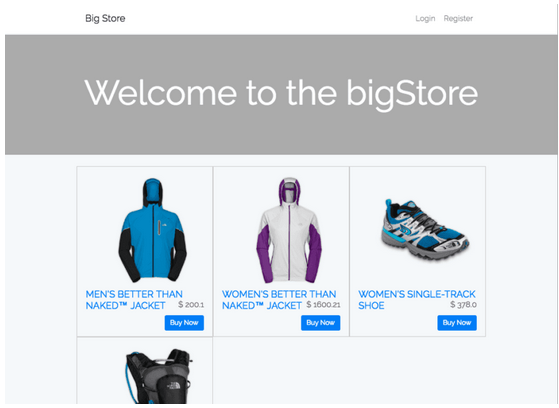 Big Store
Login
Register
Welcome to the bigStore
MEN'S BETTER THAN
NAKED™ JACKET
$ 200.1
Buy Now
WOMEN'S BETTER THAN
NAKED™ JACKET
$ 1600.21
Buy Now
WOMEN'S SINGLE-TRACK
SHOE
$ 378.0
Buy Now